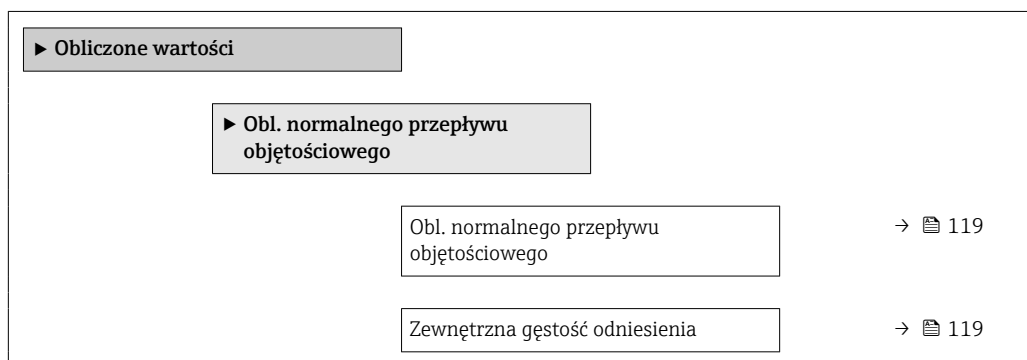 ► Obliczone wartości
► Obl. normalnego przepływu
objętościowego
Obl. normalnego przepływu → 119
objętościowego
Zewnętrzna gęstość odniesienia → 119